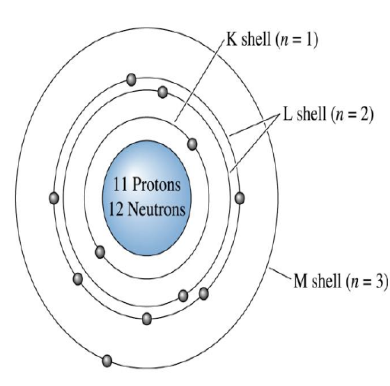 K shell (n = 1)
L shell (n = 2)
11 Protons
12 Neutrons
M shell (n = 3)